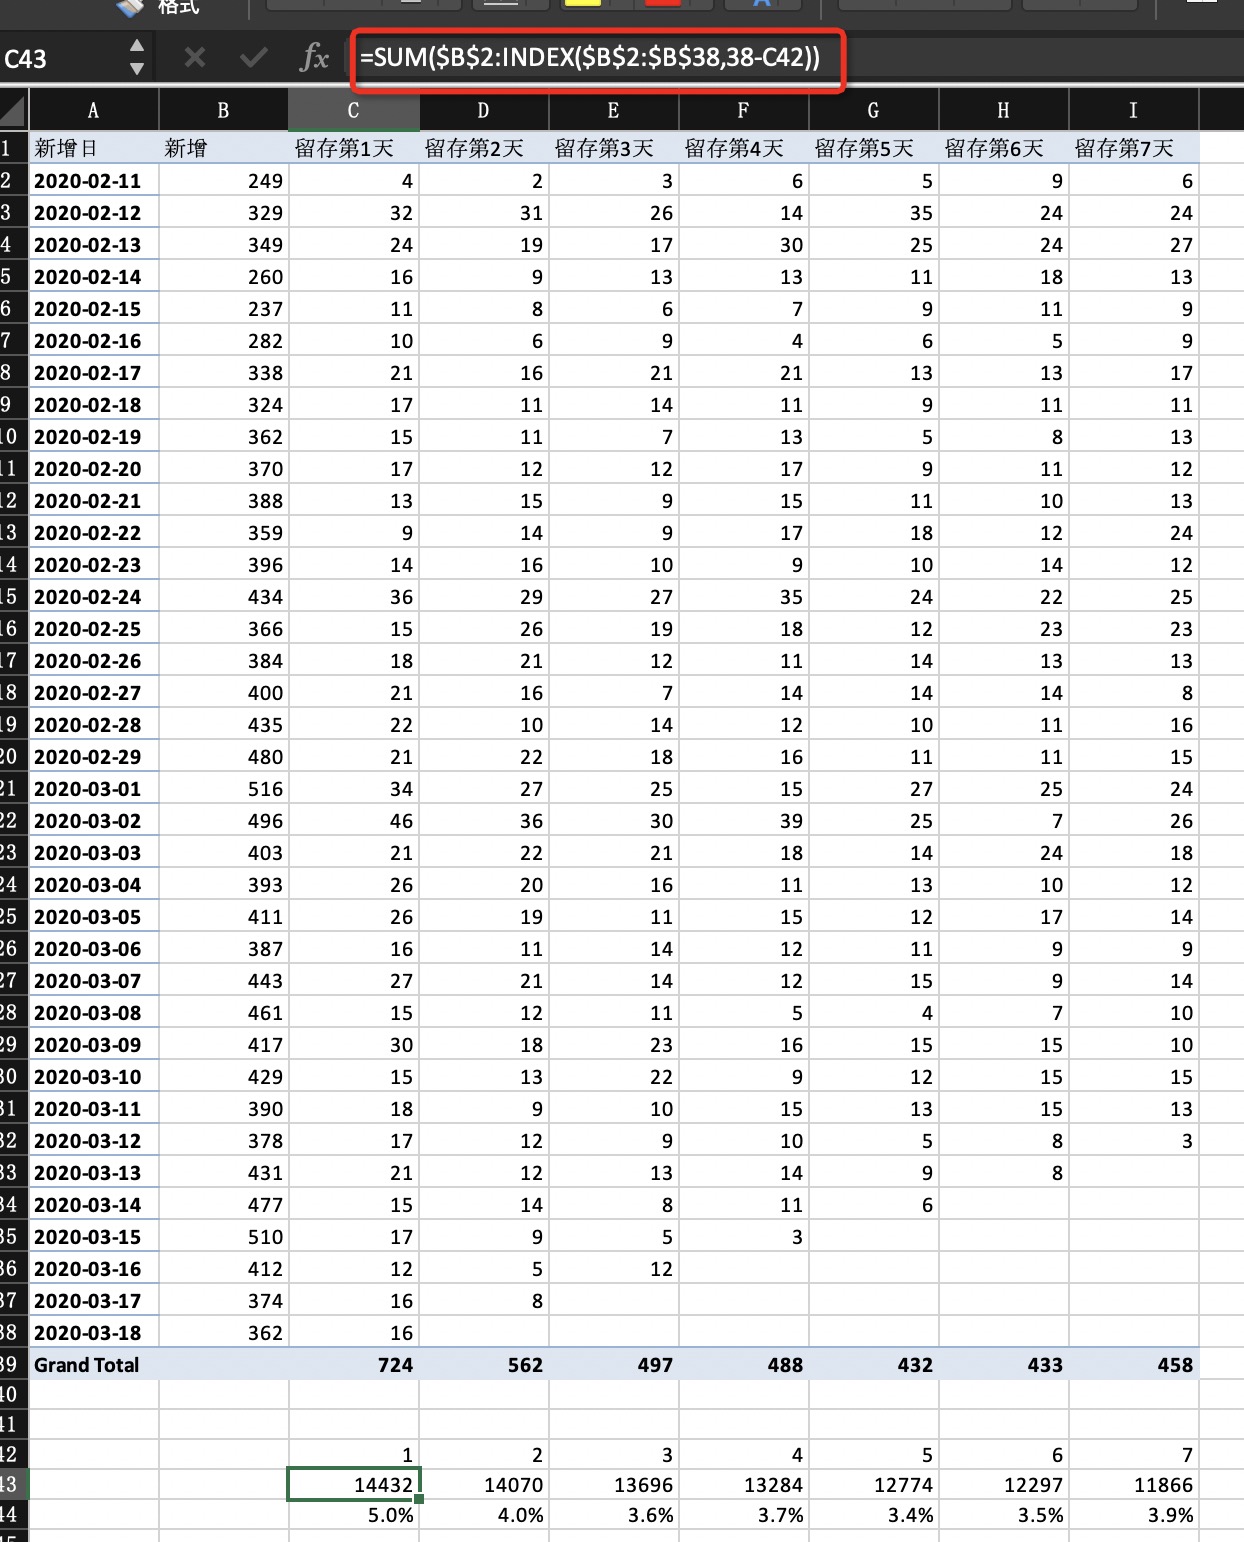 格式
C43 fx =SUM($B$2:INDEX($B$2:$B$38,38-C42))
A B C D E F G H I
1 新增日 新增 留存第1天 留存第2天 留存第3天 留存第4天 留存第5天 留存第6天 留存第7天
2 2020-02-11 249 4 2 3 6 5 9 6
3 2020-02-12 329 32 31 26 14 35 24 24
4 2020-02-13 349 24 19 17 30 25 24 27
5 2020-02-14 260 16 9 13 13 11 18 13
6 2020-02-15 237 11 8 6 7 9 11 9
7 2020-02-16 282 10 6 9 4 6 5 9
8 2020-02-17 338 21 16 21 21 13 13 17
9 2020-02-18 324 17 11 14 11 9 11 11
10 2020-02-19 362 15 11 7 13 5 8 13
11 2020-02-20 370 17 12 12 17 9 11 12
12 2020-02-21 388 13 15 9 15 11 10 13
13 2020-02-22 359 9 14 9 17 18 12 24
14 2020-02-23 396 14 16 10 9 10 14 12
15 2020-02-24 434 36 29 27 35 24 22 25
16 2020-02-25 366 15 26 19 18 12 23 23
17 2020-02-26 384 18 21 12 11 14 13 13
18 2020-02-27 400 21 16 7 14 14 14 8
19 2020-02-28 435 22 10 14 12 10 11 16
20 2020-02-29 480 21 22 18 16 11 11 15
21 2020-03-01 516 34 27 25 15 27 25 24
22 2020-03-02 496 46 36 30 39 25 7 26
23 2020-03-03 403 21 22 21 18 14 24 18
24 2020-03-04 393 26 20 16 11 13 10 12
25 2020-03-05 411 26 19 11 15 12 17 14
26 2020-03-06 387 16 11 14 12 11 9 9
27 2020-03-07 443 27 21 14 12 15 9 14
28 2020-03-08 461 15 12 11 5 4 7 10
29 2020-03-09 417 30 18 23 16 15 15 10
30 2020-03-10 429 15 13 22 9 12 15 15
31 2020-03-11 390 18 9 10 15 13 15 13
32 2020-03-12 378 17 12 9 10 5 8 3
33 2020-03-13 431 21 12 13 14 9 8
34 2020-03-14 477 15 14 8 11 6
35 2020-03-15 510 17 9 5 3
36 2020-03-16 412 12 5 12
37 2020-03-17 374 16 8
38 2020-03-18 362 16
39 Grand Total 724 562 497 488 432 433 458
40
41
42 1 2 3 4 5 6 7
43 14432 14070 13696 13284 12774 12297 11866
44 5.0% 4.0% 3.6% 3.7% 3.4% 3.5% 3.9%